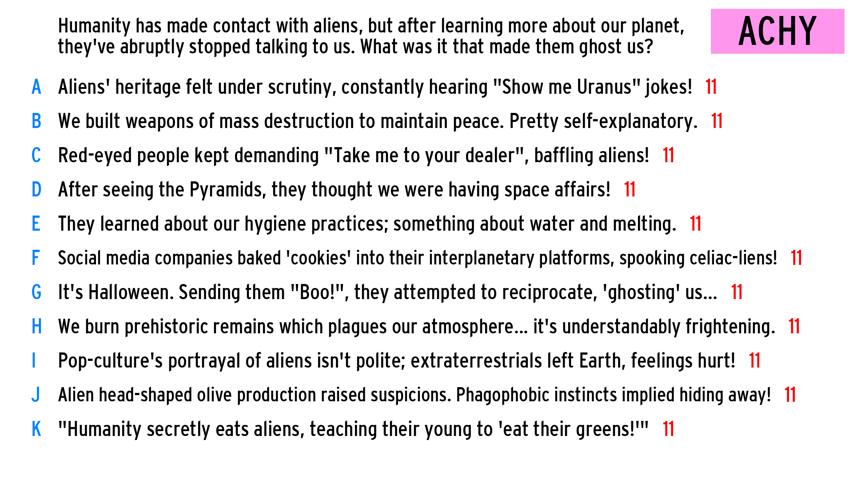 Humanity has made contact with aliens, but after learning more about our planet,
they've abruptly stopped talking to us. What was it that made them ghost us?
ACHY
A Aliens' heritage felt under scrutiny, constantly hearing "Show me Uranus" jokes! 11
B We built weapons of mass destruction to maintain peace. Pretty self-explanatory. 11
C Red-eyed people kept demanding "Take me to your dealer", baffling aliens! 11
D After seeing the Pyramids, they thought we were having space affairs! 11
E They learned about our hygiene practices; something about water and melting. 11
F Social media companies baked 'cookies' into their interplanetary platforms, spooking celiac-liens! 11
G It's Halloween. Sending them "Boo!", they attempted to reciprocate, 'ghosting' us... 11
H We burn prehistoric remains which plagues our atmosphere... it's understandably frightening. 11
I Pop-culture's portrayal of aliens isn't polite; extraterrestrials left Earth, feelings hurt! 11
J Alien head-shaped olive production raised suspicions. Phagophobic instincts implied hiding away! 11
K "Humanity secretly eats aliens, teaching their young to 'eat their greens!'" 11